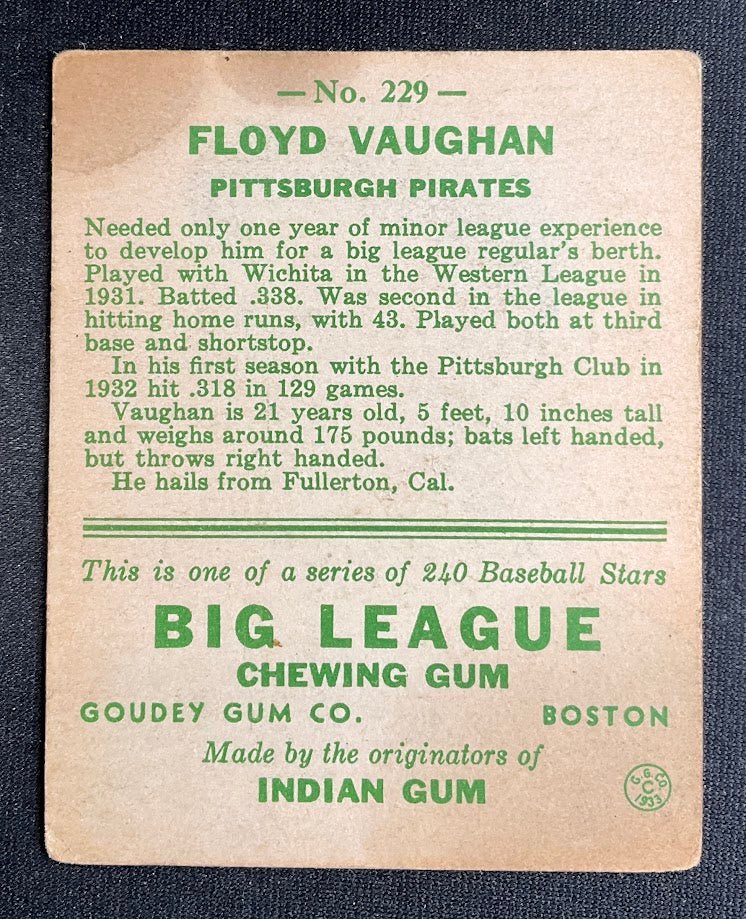 — No. 229 —
FLOYD VAUGHAN
PITTSBURGH PIRATES
Needed only one year of minor league experience
to develop him for a big league regular's berth.
Played with Wichita in the Western League in
1931. Batted .338. Was second in the league in
hitting home runs, with 43. Played both at third
base and shortstop.
In his first season with the Pittsburgh Club in
1932 hit .318 in 129 games.
Vaughan is 21 years old, 5 feet, 10 inches tall
and weighs around 175 pounds; bats left handed,
but throws right handed.
He hails from Fullerton, Cal.
This is one of a series of 240 Baseball Stars
BIG LEAGUE
CHEWING GUM
GOUDEY GUM CO. BOSTON
Made by the originators of
INDIAN GUM
G.G.CO.
C
1933